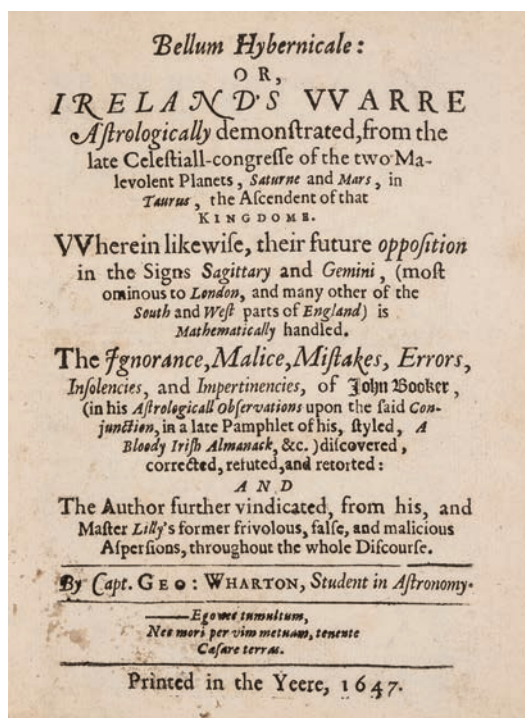 Bellum Hybernicale:
OR,
IRELANDS VVARRE
Aſtrologically demonſtrated, from the
late Celeſtiall-congreſſe of the two Ma-
levolent Planets, Saturne and Mars, in
Taurus, the Aſcendent of that
KINGDOME.
VVherein likewiſe, their future oppoſition
in the Signs Sagittary and Gemini, (moſt
ominous to London, and many other of the
South and Weſt parts of England) is
Mathematically handled.
The Ignorance, Malice, Miſtakes, Errors,
Inſolencies, and Impertinencies, of John Booker,
(in his Aſtrologicall Obſervations upon the ſaid Con-
junction, in a late Pamphlet of his, ſtyled, A
Bloody Iriſh Almanack, &c.) diſcovered,
corrected, refuted, and retorted:
AND
The Author further vindicated, from his, and
Maſter Lilly's former frivolous, falſe, and malicious
Aſperſions, throughout the whole Diſcourſe.
By Capt. GEO: WHARTON, Student in Aſtronomy.
——Ego nec tumultum,
Nec mori per vim metuam, tenente
Cæſare terras.
Printed in the Yeere, 1647.